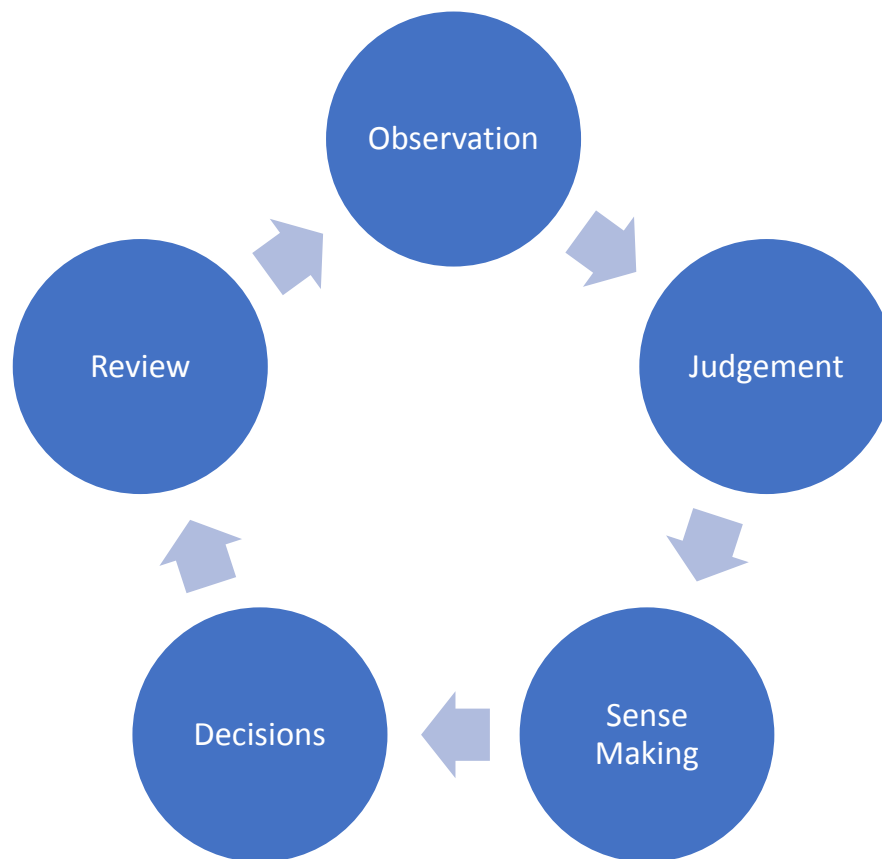 Observation
Judgement
Sense
Making
Decisions
Review